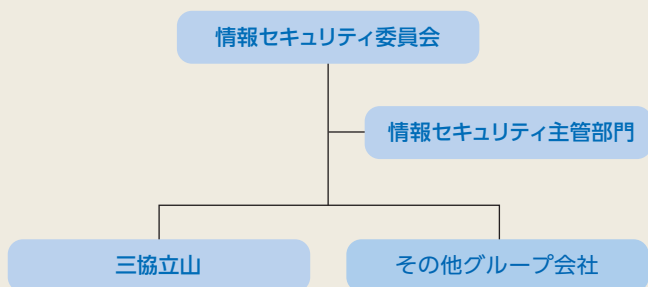 情報セキュリティ委員会
情報セキュリティ主管部門
三協立山
その他グループ会社